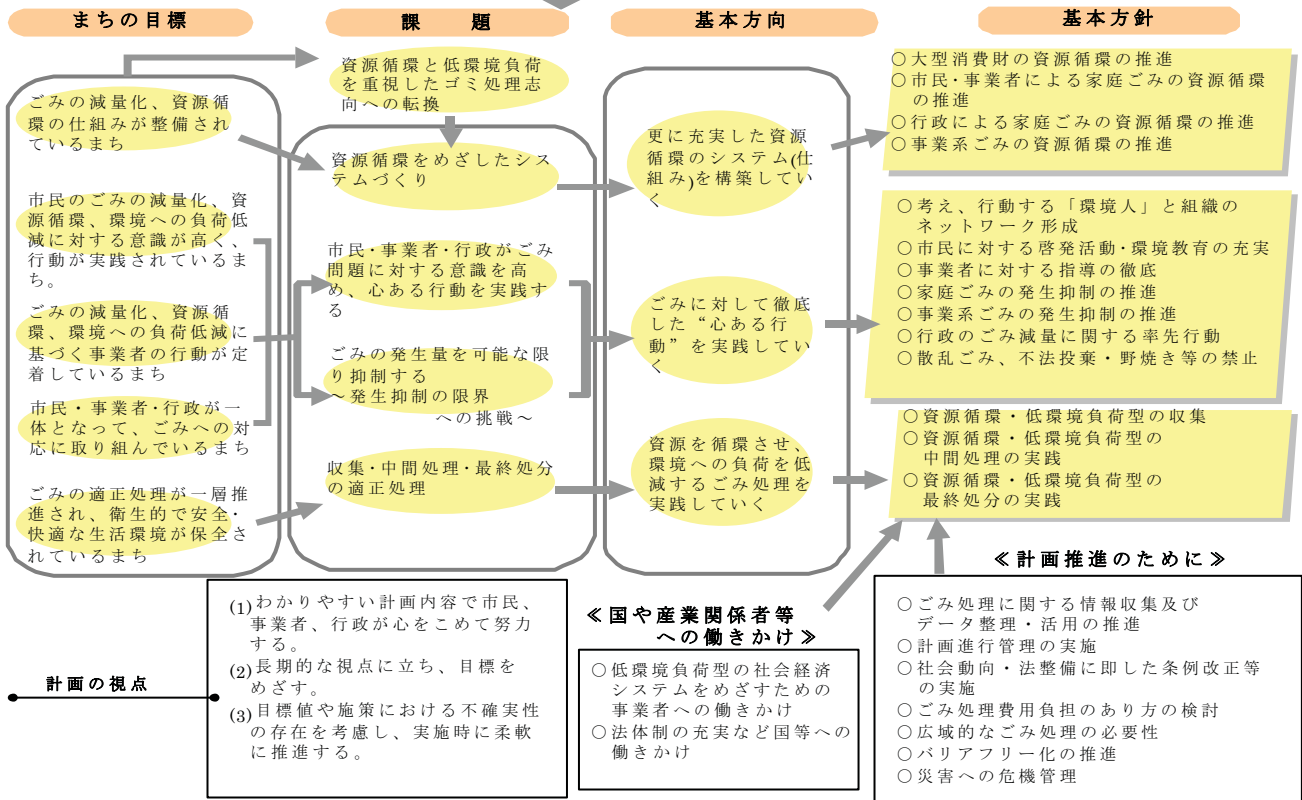 まちの目標
課題
基本方向
基本方針
ごみの減量化、資源循
環の仕組みが整備され
ているまち
市民のごみの減量化、資
源循環、環境への負荷低
減に対する意識が高く、
行動が実践されているま
ち。
ごみの減量化、資源循
環、環境への負荷低減に
基づく事業者の行動が定
着しているまち
市民・事業者・行政が一
体となって、ごみへの対
応に取り組んでいるまち
ごみの適正処理が一層推
進され、衛生的で安全・
快適な生活環境が保全さ
れているまち
資源循環と低環境負荷
を重視したゴミ処理志
向への転換
資源循環をめざしたシス
テムづくり
市民・事業者・行政がごみ
問題に対する意識を高
め、心ある行動を実践す
る
ごみの発生量を可能な限
り抑制する
～発生抑制の限界
への挑戦～
収集・中間処理・最終処分
の適正処理
更に充実した資源
循環のシステム(仕
組み)を構築してい
く
ごみに対して徹底
した“心ある行
動”を実践してい
く
資源を循環させ、
環境への負荷を低
減するごみ処理を
実践していく
○大型消費財の資源循環の推進
○市民・事業者による家庭ごみの資源循環
の推進
○行政による家庭ごみの資源循環の推進
○事業系ごみの資源循環の推進
○考え、行動する「環境人」と組織の
ネットワーク形成
○市民に対する啓発活動・環境教育の充実
○事業者に対する指導の徹底
○家庭ごみの発生抑制の推進
○事業系ごみの発生抑制の推進
○行政のごみ減量に関する率先行動
○散乱ごみ、不法投棄・野焼き等の禁止
○資源循環・低環境負荷型の収集
○資源循環・低環境負荷型の
中間処理の実践
○資源循環・低環境負荷型の
最終処分の実践
計画の視点
(1)わかりやすい計画内容で市民、
事業者、行政が心をこめて努力
する。
(2)長期的な視点に立ち、目標を
めざす。
(3)目標値や施策における不確実性
の存在を考慮し、実施時に柔軟
に推進する。
≪国や産業関係者等
への働きかけ≫
○低環境負荷型の社会経済
システムをめざすための
事業者への働きかけ
○法体制の充実など国等への
働きかけ
≪計画推進のために≫
○ごみ処理に関する情報収集及び
データ整理・活用の推進
○計画進行管理の実施
○社会動向・法整備に即した条例改正等
の実施
○ごみ処理費用負担のあり方の検討
○広域的なごみ処理の必要性
○バリアフリー化の推進
○災害への危機管理